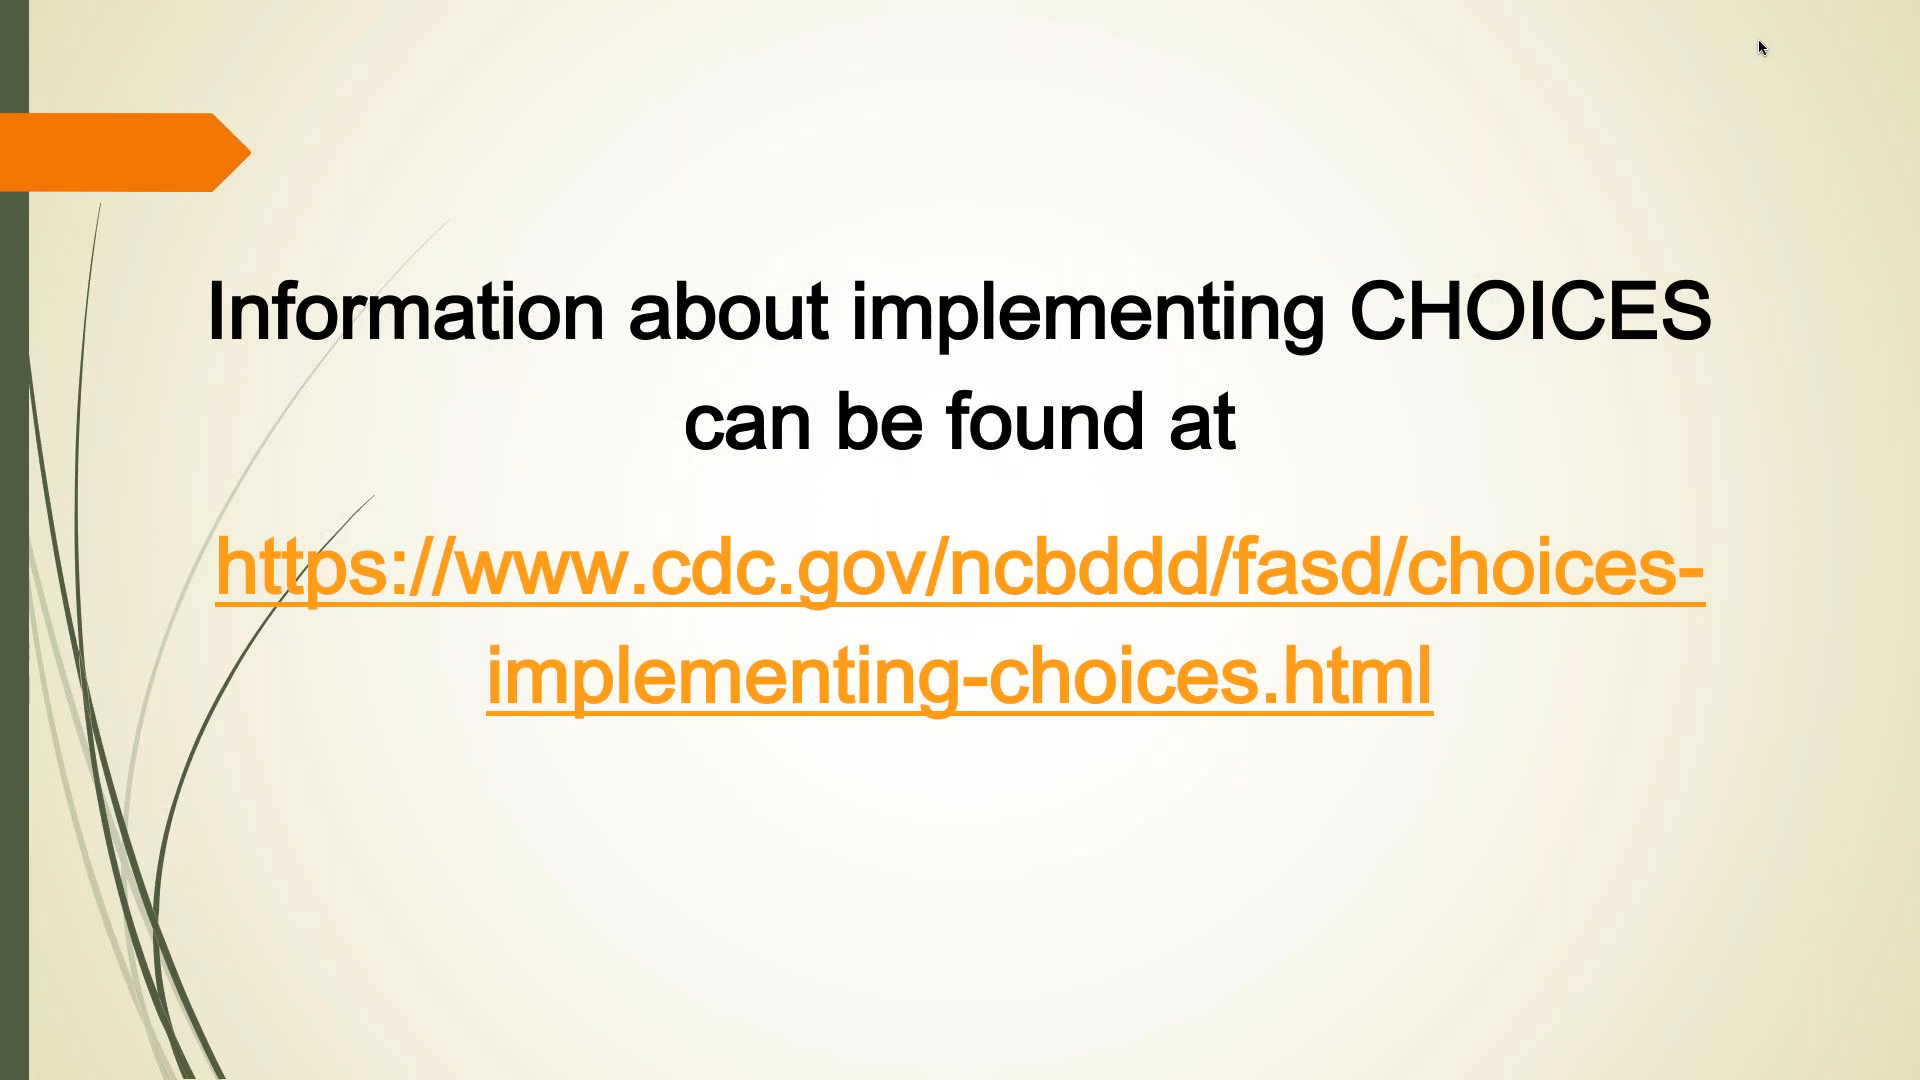 Information about implementing CHOICES
can be found at
https://www.cdc.gov/ncbddd/fasd/choices-
implementing-choices.html